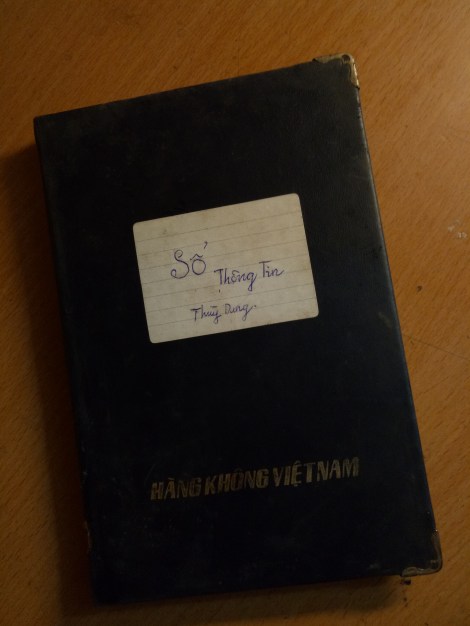 Sổ
Thông Tin
Thuỳ Dung.
HÀNG KHÔNG VIỆT NAM